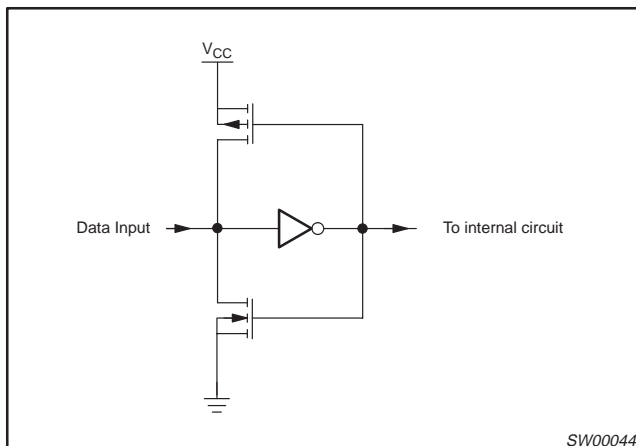 VCC
Data Input
To internal circuit
SW00044